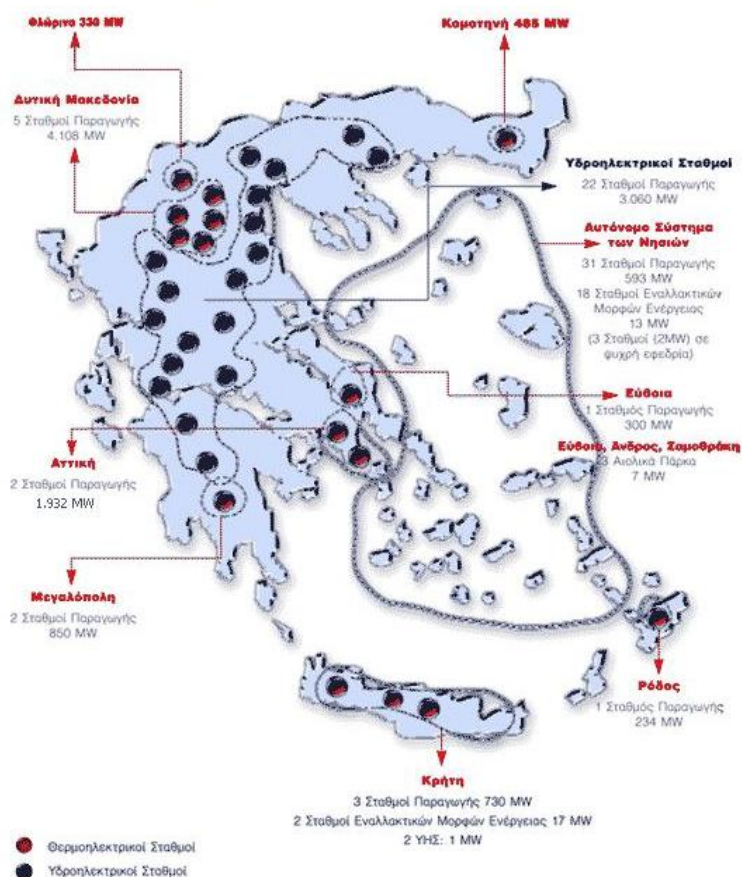 Φλώρινα 330 MW
Κομοτηνή 485 MW
Δυτική Μακεδονία
5 Σταθμοί Παραγωγής
4.108 MW
Υδροηλεκτρικοί Σταθμοί
22 Σταθμοί Παραγωγής
3.060 MW
Αυτόνομο Σύστημα
των Νησιών
31 Σταθμοί Παραγωγής
593 MW
18 Σταθμοί Εναλλακτικών
Μορφών Ενέργειας
13 MW
(3 Σταθμοί (2MW) σε
ψυχρή εφεδρία)
Εύβοια
1 Σταθμός Παραγωγής
300 MW
Εύβοια, Άνδρος, Σαμοθράκη
3 Αιολικά Πάρκα
7 MW
Αττική
2 Σταθμοί Παραγωγής
1.932 MW
Μεγαλόπολη
2 Σταθμοί Παραγωγής
850 MW
Ρόδος
1 Σταθμός Παραγωγής
234 MW
Κρήτη
3 Σταθμοί Παραγωγής 730 MW
2 Σταθμοί Εναλλακτικών Μορφών Ενέργειας 17 MW
2 ΥΗΣ: 1 MW
Θερμοηλεκτρικοί Σταθμοί
Υδροηλεκτρικοί Σταθμοί